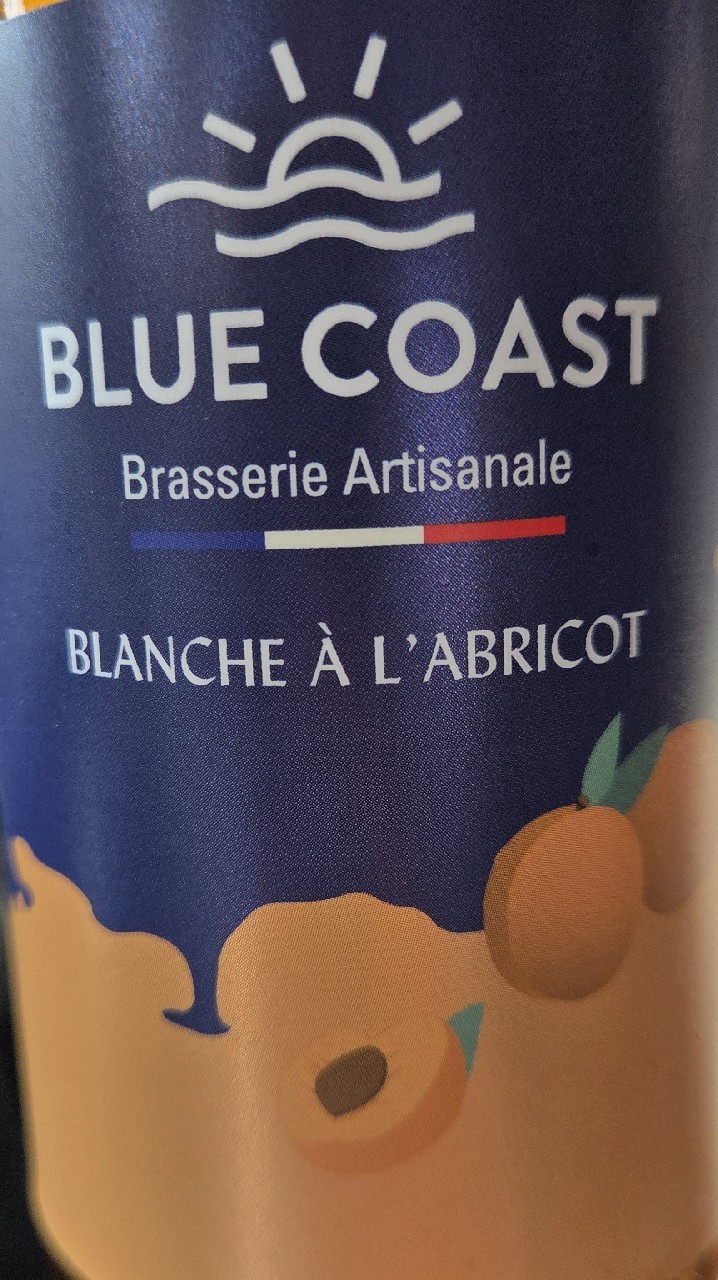 BLUE COAST
Brasserie Artisanale
BLANCHE À L'ABRICOT